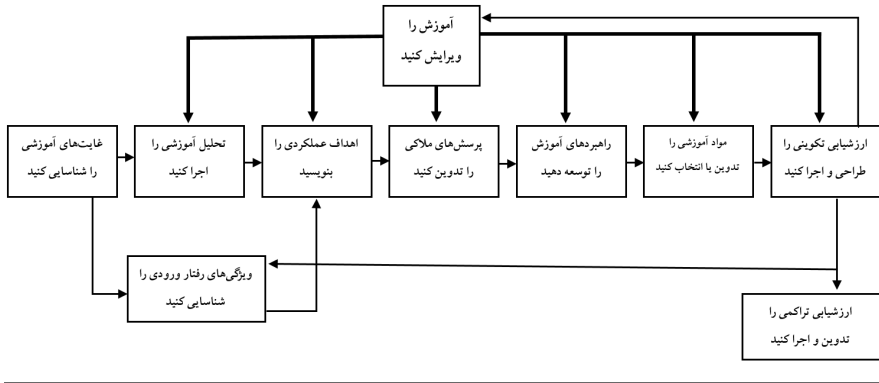 آموزش را
ویرایش کنید
غایت‌های آموزشی
را شناسایی کنید
تحلیل آموزشی را
اجرا کنید
اهداف عملکردی را
بنویسید
پرسش‌های ملاکی
را تدوین کنید
راهبردهای آموزش
را توسعه دهید
مواد آموزشی را
تدوین یا انتخاب کنید
ارزشیابی تکوینی را
طراحی و اجرا کنید
ویژگی‌های رفتار ورودی را
شناسایی کنید
ارزشیابی تراکمی را
تدوین و اجرا کنید